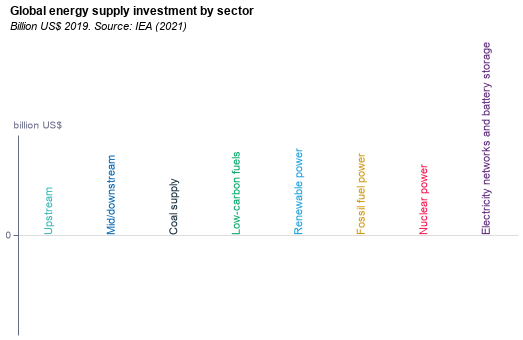 Global energy supply investment by sector
Billion US$ 2019. Source: IEA (2021)
billion US$
0
Upstream
Mid/downstream
Coal supply
Low-carbon fuels
Renewable power
Fossil fuel power
Nuclear power
Electricity networks and battery storage